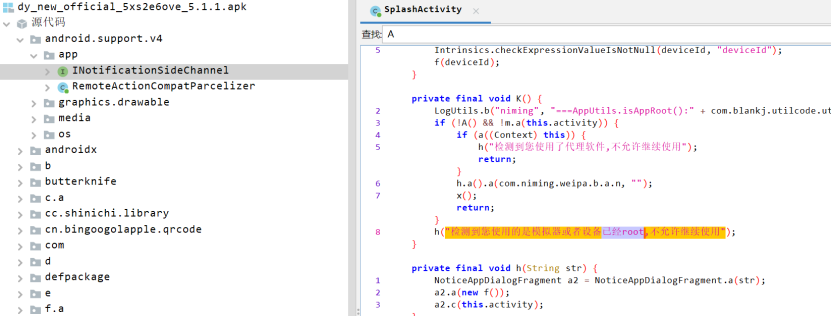 dy_new_official_5xs2e6ove_5.1.1.apk
源代码
android.support.v4
app
INotificationSideChannel
RemoteActionCompatParcelizer
graphics.drawable
media
os
androidx
b
butterknife
c.a
cc.shinichi.library
cn.bingoogolapple.qrcode
com
d
defpackage
e
f.a
SplashActivity
查找: A
5 Intrinsics.checkExpressionValueIsNotNull(deviceId, "deviceId");
f(deviceId);
}
private final void K() {
2 LogUtils.b("niming", "===AppUtils.isAppRoot():" + com.blankj.utilcode.ut
3 if (!A() && !m.a(this.activity)) {
4 if (a((Context) this)) {
5 h("检测到您使用了代理软件,不允许继续使用");
return;
}
6 h.a().a(com.niming.weipa.b.a.n, "");
7 x();
return;
}
8 h("检测到您使用的是模拟器或者设备已经root,不允许继续使用");
}
private final void h(String str) {
1 NoticeAppDialogFragment a2 = NoticeAppDialogFragment.a(str);
2 a2.a(new f());
3 a2.c(this.activity);